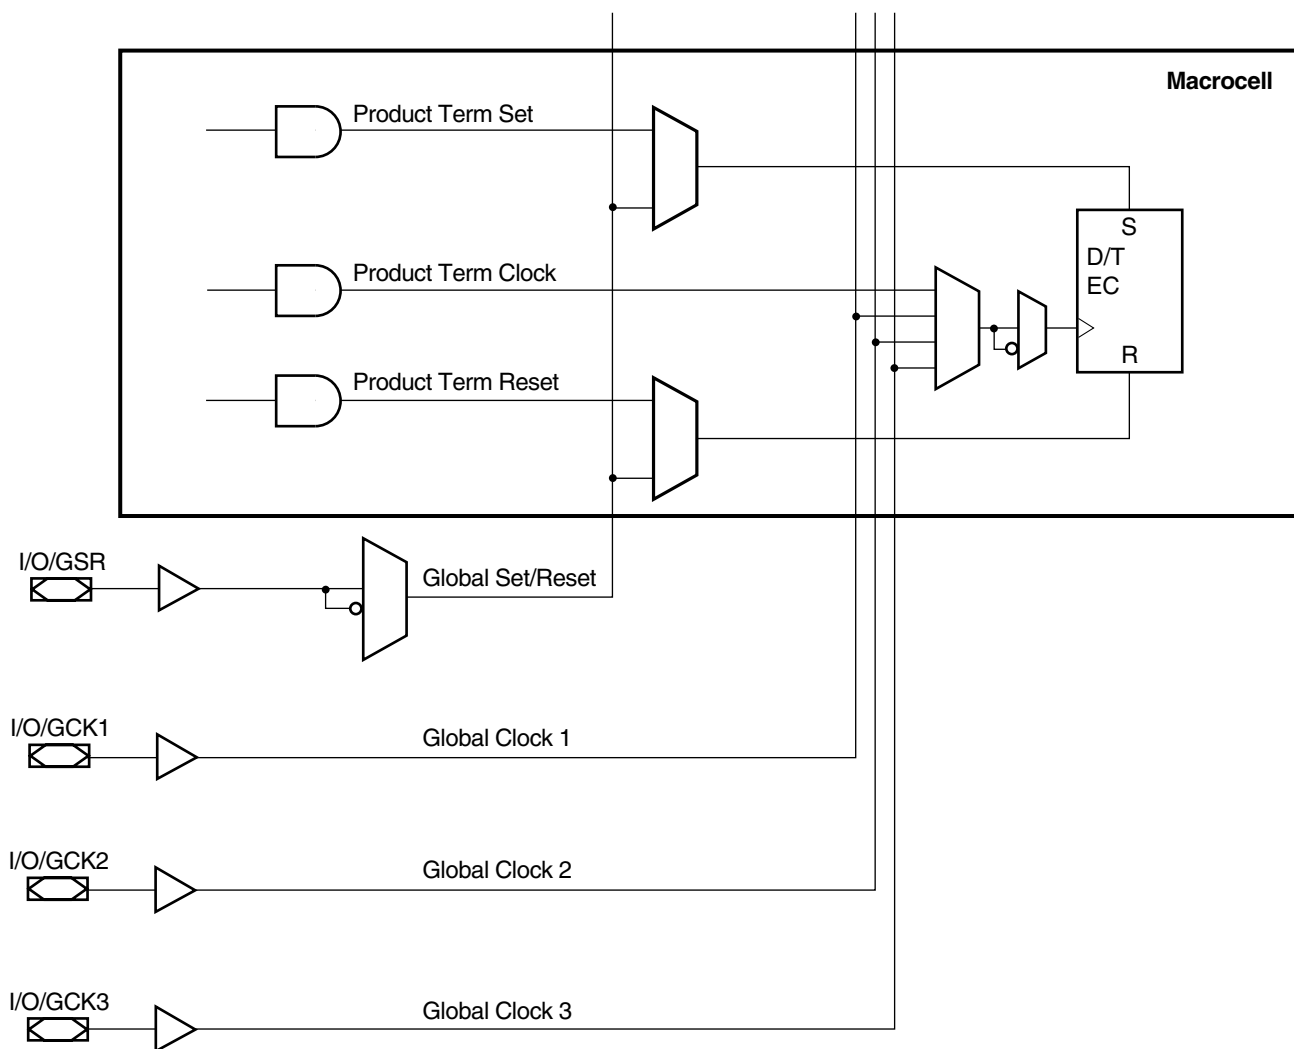 Macrocell
Product Term Set
S
D/T
Product Term Clock
EC
R
Product Term Reset
I/O/GSR
Global Set/Reset
I/O/GCK1
Global Clock 1
I/O/GCK2
Global Clock 2
I/O/GCK3
Global Clock 3